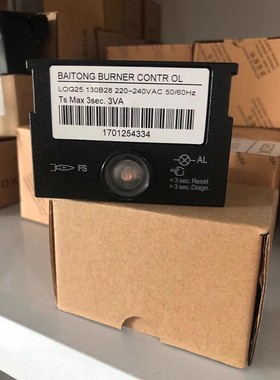 BAITONG BURNER CONTR OL
LOG25.130B28 220~240VAC 50/60Hz
Ts Max 3sec. 3VA
1701254334
FS
AL
< 3 sec. Reset
> 3 sec. Diagn.